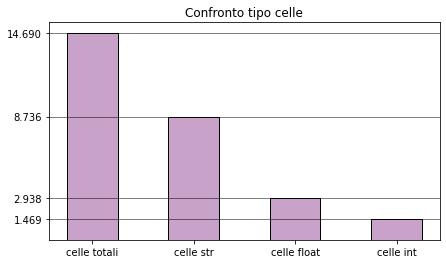 Confronto tipo celle
14.690
8.736
2.938
1.469
celle totali
celle str
celle float
celle int